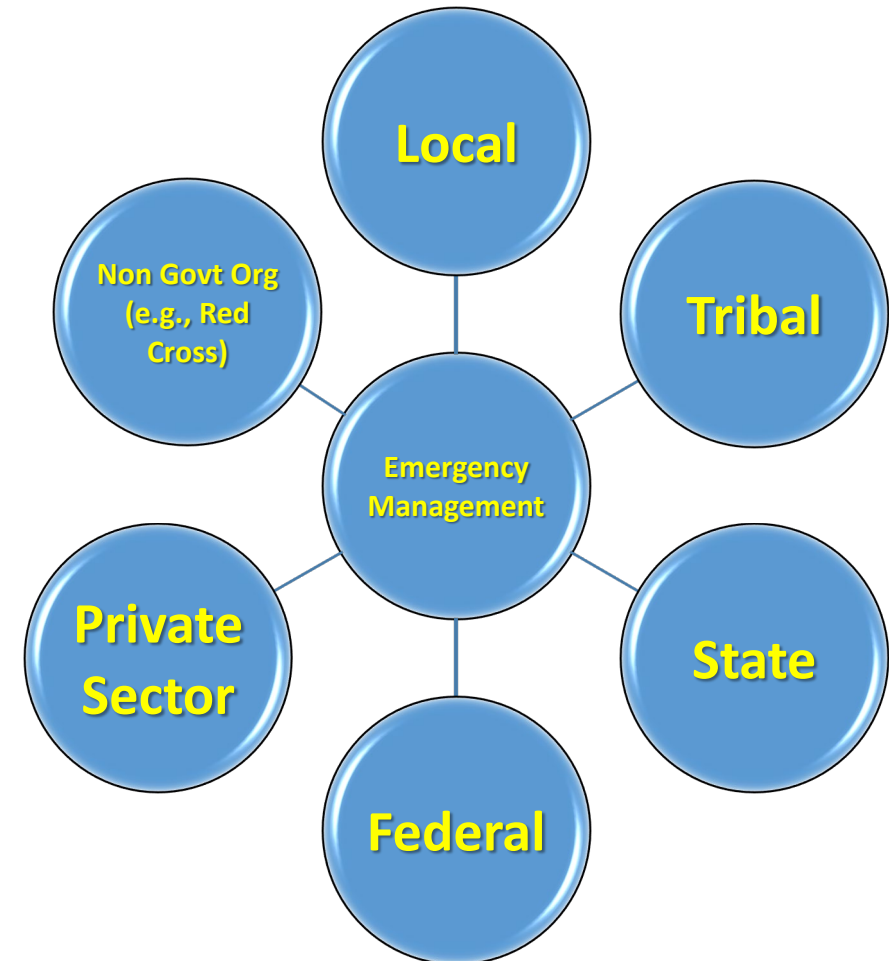 Local
Non Govt Org
(e.g., Red
Cross)
Tribal
Emergency
Management
Private
Sector
State
Federal